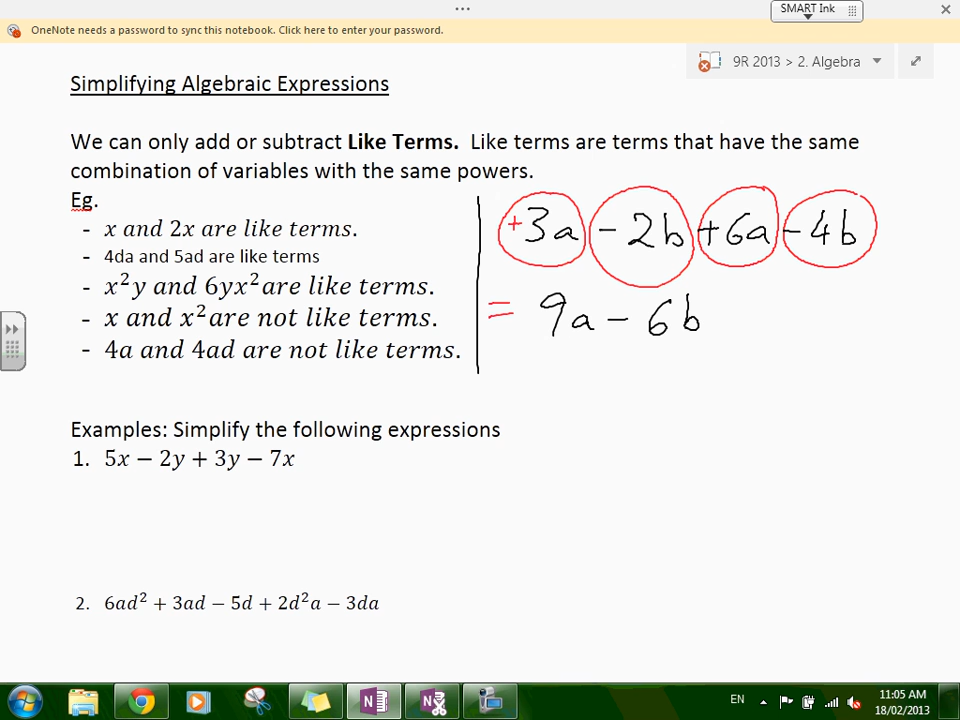 SMART Ink
OneNote needs a password to sync this notebook. Click here to enter your password.
9R 2013 > 2. Algebra
Simplifying Algebraic Expressions
We can only add or subtract Like Terms. Like terms are terms that have the same
combination of variables with the same powers.
Eg.
- x and 2x are like terms.
- 4da and 5ad are like terms
- x²y and 6yx² are like terms.
- x and x² are not like terms.
- 4a and 4ad are not like terms.
+3a - 2b + 6a - 4b
= 9a - 6b
Examples: Simplify the following expressions
1. 5x − 2y + 3y − 7x
2. 6ad² + 3ad − 5d + 2d²a − 3da
EN
11:05 AM
18/02/2013